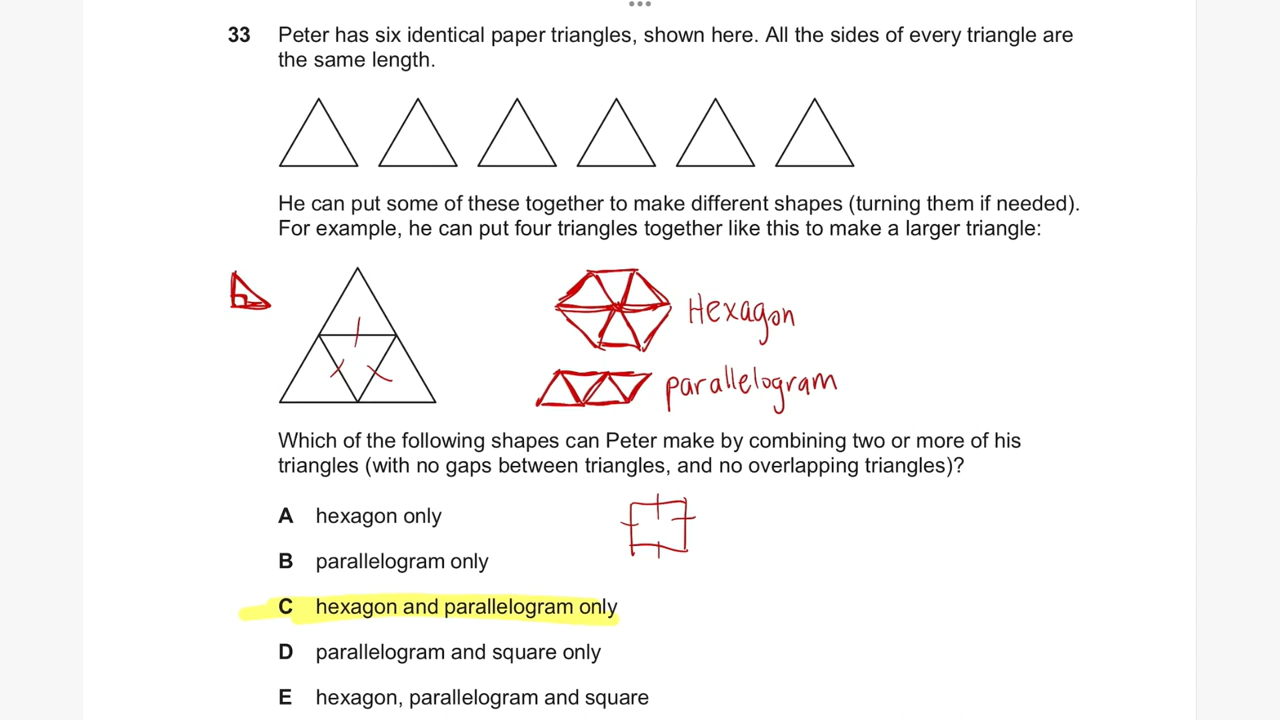 33 Peter has six identical paper triangles, shown here. All the sides of every triangle are
the same length.
He can put some of these together to make different shapes (turning them if needed).
For example, he can put four triangles together like this to make a larger triangle:
Hexagon
parallelogram
Which of the following shapes can Peter make by combining two or more of his
triangles (with no gaps between triangles, and no overlapping triangles)?
A hexagon only
B parallelogram only
C hexagon and parallelogram only
D parallelogram and square only
E hexagon, parallelogram and square